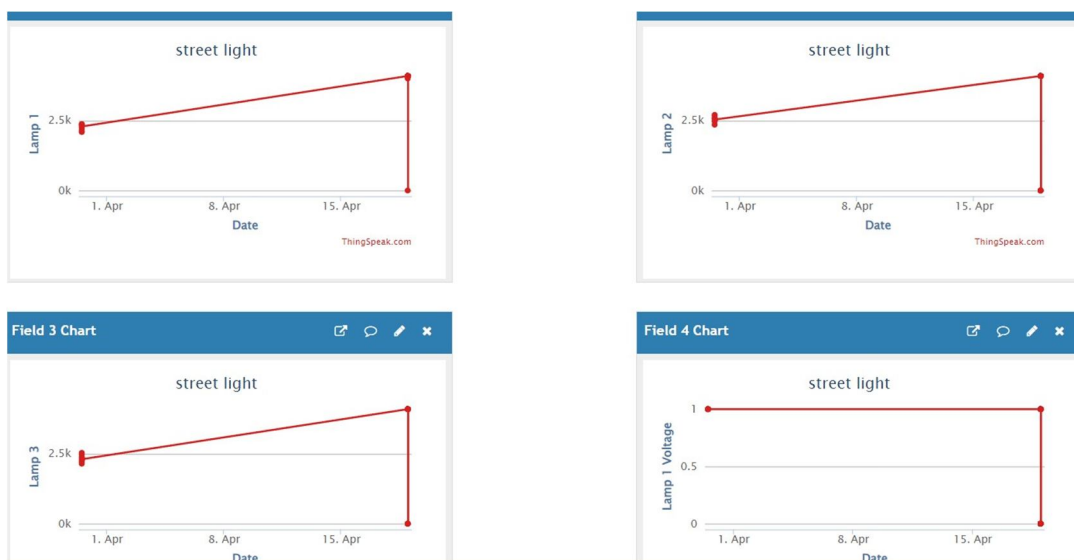 street light
Lamp 1
2.5k
0k
1. Apr 8. Apr 15. Apr
Date
ThingSpeak.com
street light
Lamp 2
2.5k
0k
1. Apr 8. Apr 15. Apr
Date
ThingSpeak.com
Field 3 Chart
street light
Lamp 3
2.5k
0k
1. Apr 8. Apr 15. Apr
Date
Field 4 Chart
street light
Lamp 1 Voltage
1
0.5
0
1. Apr 8. Apr 15. Apr
Date